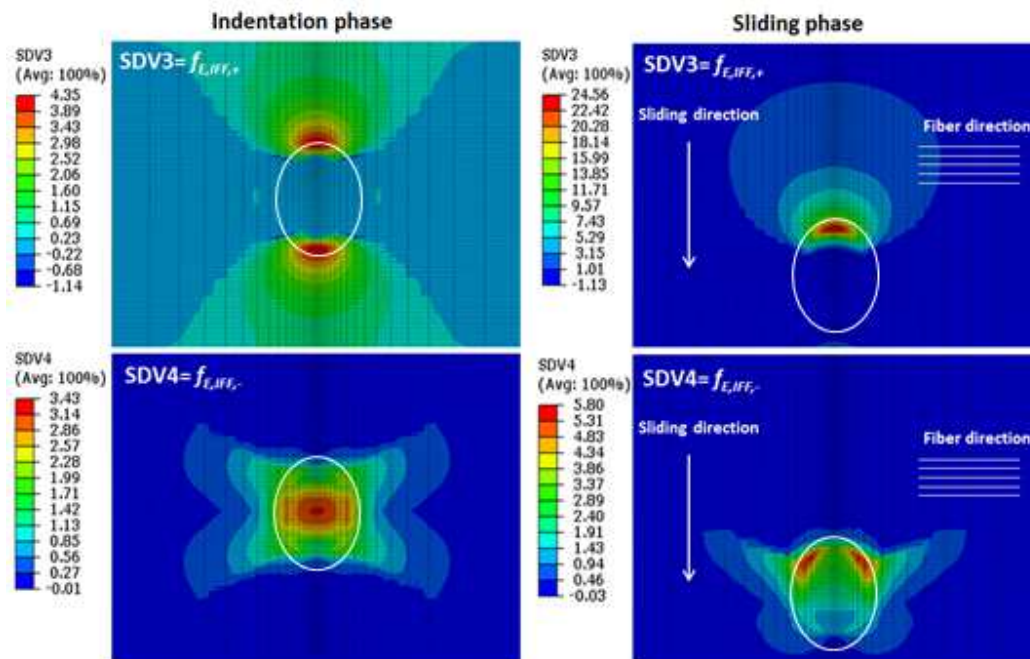 Indentation phase
Sliding phase
SDV3
(Avg: 100%)
4.35
3.89
3.43
2.98
2.52
2.06
1.60
1.15
0.69
0.23
-0.22
-0.68
-1.14
SDV3=f_{E,IFF,+}
SDV3
(Avg: 100%)
24.56
22.42
20.28
18.14
15.99
13.85
11.71
9.57
7.43
5.29
3.15
1.01
-1.13
SDV3=f_{E,IFF,+}
Sliding direction
Fiber direction
SDV4
(Avg: 100%)
3.43
3.14
2.86
2.57
2.28
1.99
1.71
1.42
1.13
0.85
0.56
0.27
-0.01
SDV4=f_{E,IFF,-}
SDV4
(Avg: 100%)
5.80
5.31
4.83
4.34
3.86
3.37
2.89
2.40
1.91
1.43
0.94
0.46
-0.03
SDV4=f_{E,IFF,-}
Sliding direction
Fiber direction